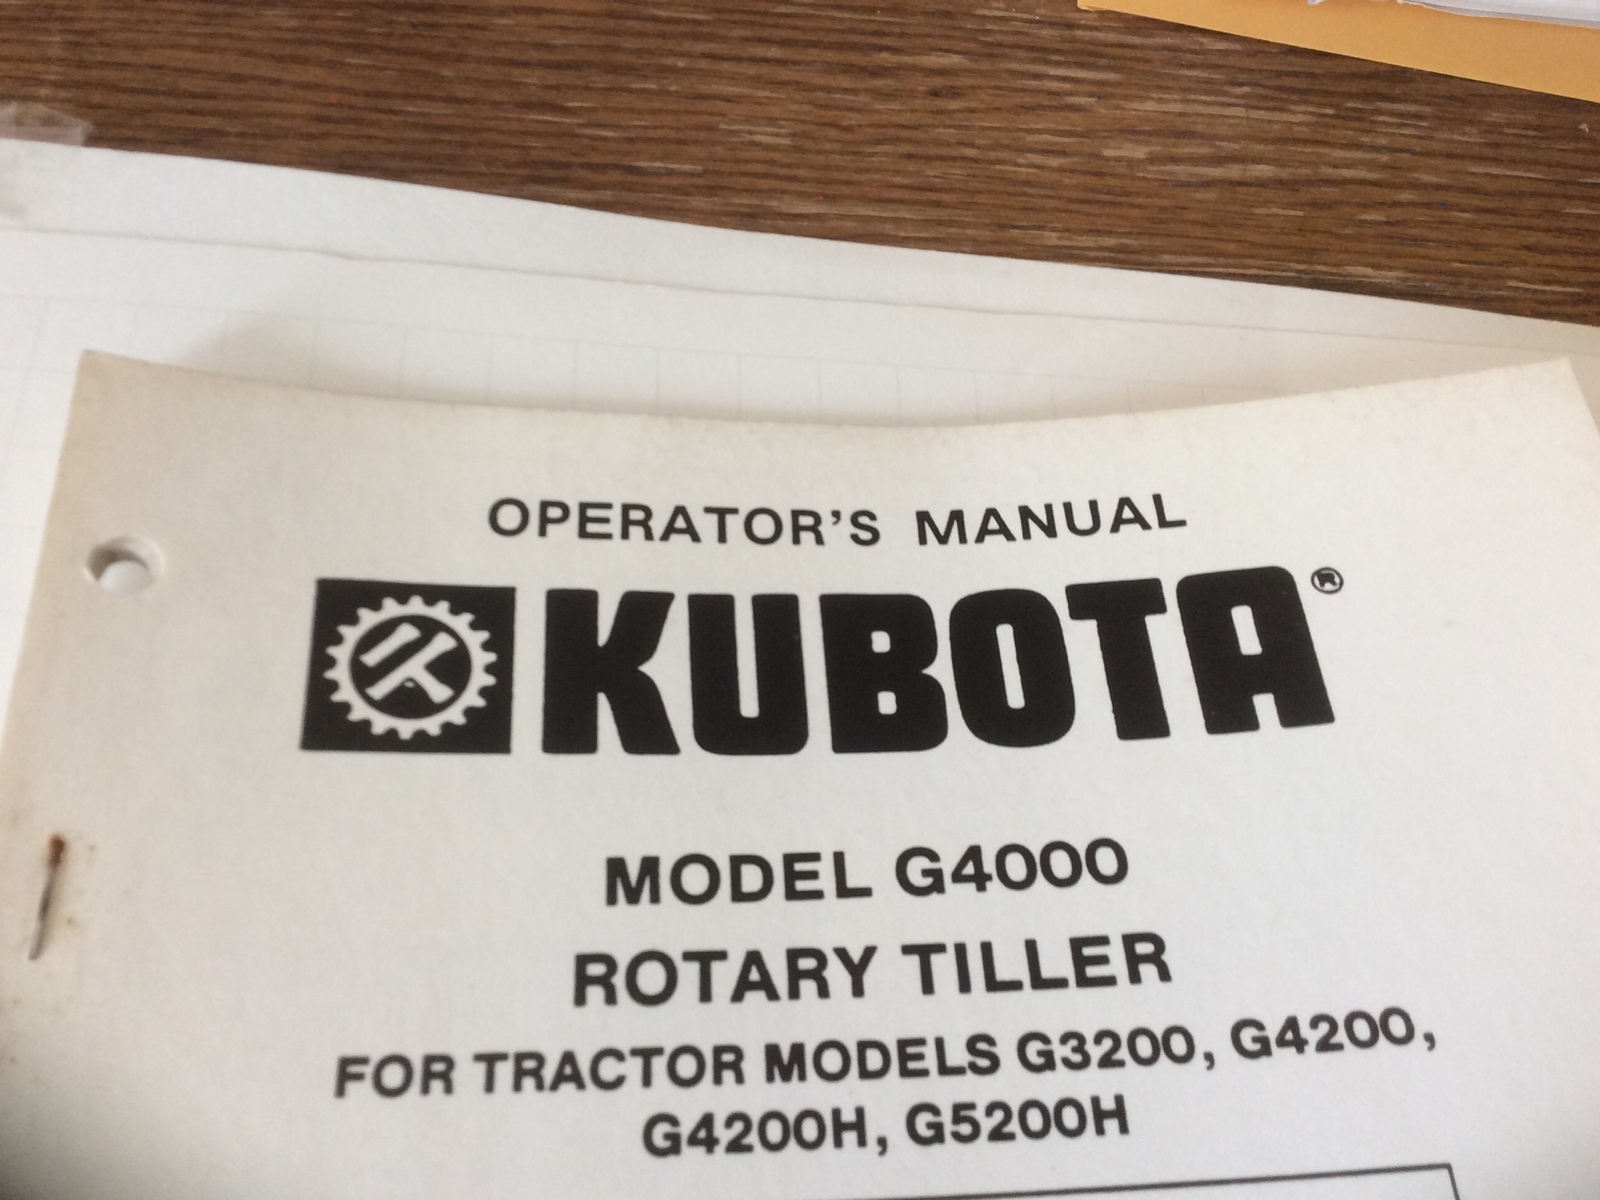 OPERATOR'S MANUAL
KUBOTA®
MODEL G4000
ROTARY TILLER
FOR TRACTOR MODELS G3200, G4200,
G4200H, G5200H